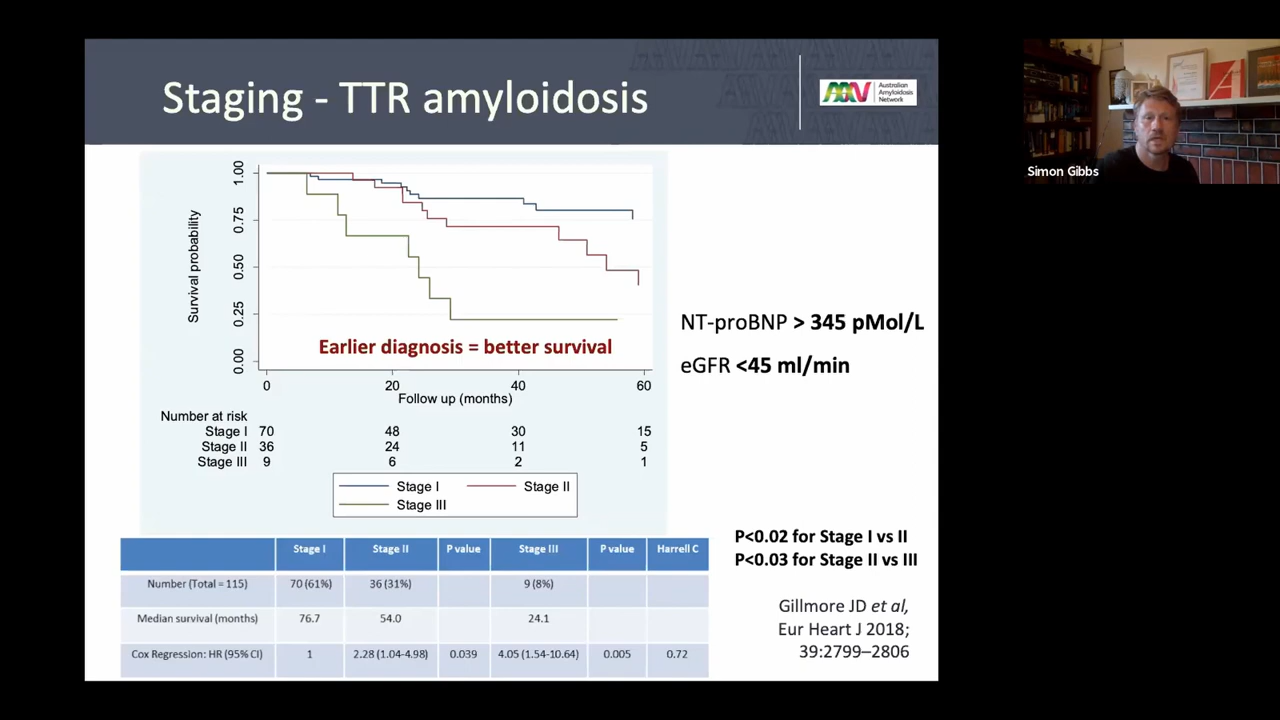 Staging - TTR amyloidosis
Australian
Amyloidosis
Network
Simon Gibbs
Survival probability
1.00
0.75
0.50
0.25
0.00
Earlier diagnosis = better survival
0 20 40 60
Follow up (months)
Number at risk
Stage I 70 48 30 15
Stage II 36 24 11 5
Stage III 9 6 2 1
Stage I Stage II
Stage III
NT-proBNP > 345 pMol/L
eGFR <45 ml/min
Stage I Stage II P value Stage III P value Harrell C
Number (Total = 115) 70 (61%) 36 (31%) 9 (8%)
Median survival (months) 76.7 54.0 24.1
Cox Regression: HR (95% CI) 1 2.28 (1.04-4.98) 0.039 4.05 (1.54-10.64) 0.005 0.72
P<0.02 for Stage I vs II
P<0.03 for Stage II vs III
Gillmore JD et al,
Eur Heart J 2018;
39:2799–2806